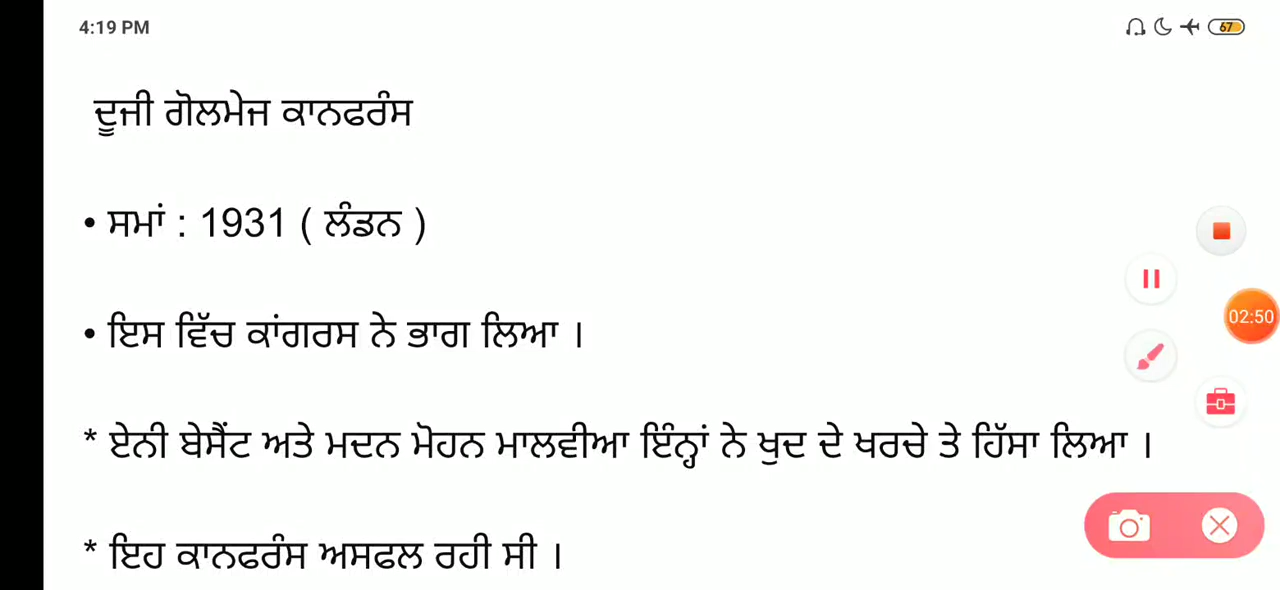 4:19 PM
67
ਦੂਜੀ ਗੋਲਮੇਜ ਕਾਨਫਰੰਸ
• ਸਮਾਂ : 1931 ( ਲੰਡਨ )
02:50
• ਇਸ ਵਿੱਚ ਕਾਂਗਰਸ ਨੇ ਭਾਗ ਲਿਆ ।
* ਏਨੀ ਬੇਸੈਂਟ ਅਤੇ ਮਦਨ ਮੋਹਨ ਮਾਲਵੀਆ ਇੰਨ੍ਹਾਂ ਨੇ ਖੁਦ ਦੇ ਖਰਚੇ ਤੇ ਹਿੱਸਾ ਲਿਆ ।
* ਇਹ ਕਾਨਫਰੰਸ ਅਸਫਲ ਰਹੀ ਸੀ ।